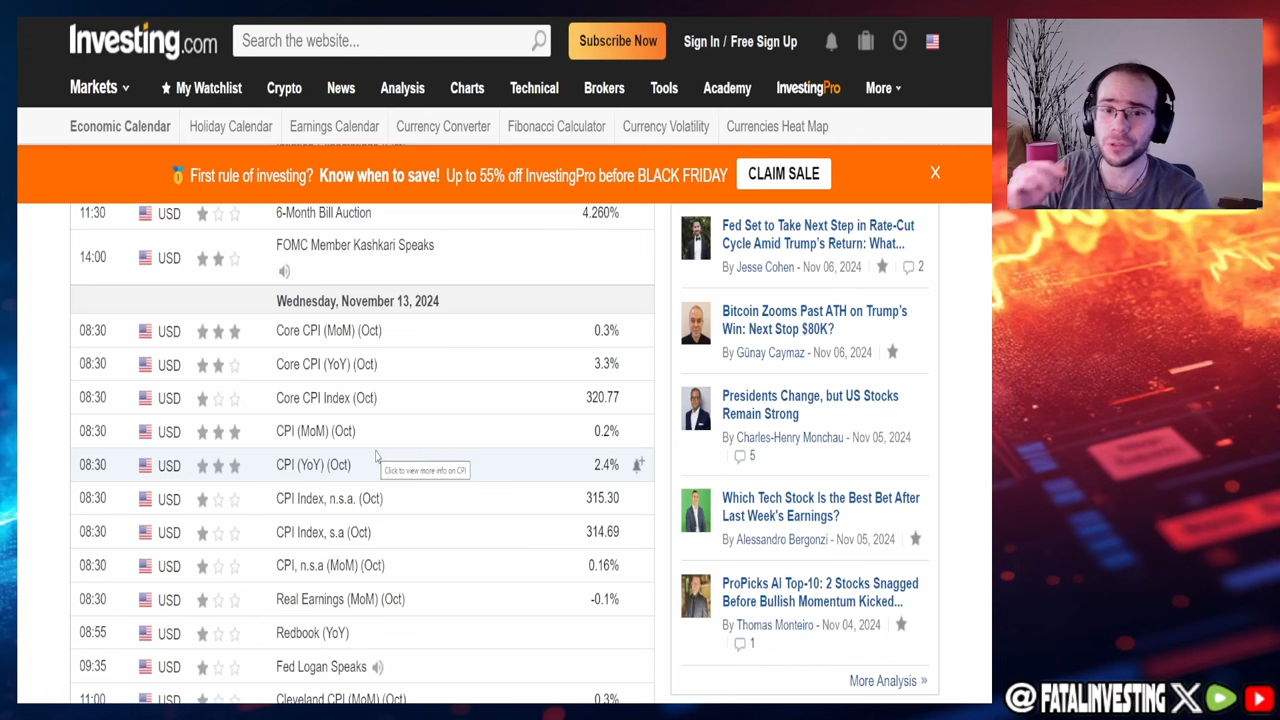 Investing.com
Search the website...
Subscribe Now
Sign In / Free Sign Up
Markets
My Watchlist
Crypto
News
Analysis
Charts
Technical
Brokers
Tools
Academy
InvestingPro
More
Economic Calendar
Holiday Calendar
Earnings Calendar
Currency Converter
Fibonacci Calculator
Currency Volatility
Currencies Heat Map
First rule of investing? Know when to save! Up to 55% off InvestingPro before BLACK FRIDAY
CLAIM SALE
X
11:30 USD 6-Month Bill Auction 4.260%
14:00 USD FOMC Member Kashkari Speaks
Wednesday, November 13, 2024
08:30 USD Core CPI (MoM) (Oct) 0.3%
08:30 USD Core CPI (YoY) (Oct) 3.3%
08:30 USD Core CPI Index (Oct) 320.77
08:30 USD CPI (MoM) (Oct) 0.2%
08:30 USD CPI (YoY) (Oct) 2.4%
Click to view more info on CPI
08:30 USD CPI Index, n.s.a. (Oct) 315.30
08:30 USD CPI Index, s.a (Oct) 314.69
08:30 USD CPI, n.s.a (MoM) (Oct) 0.16%
08:30 USD Real Earnings (MoM) (Oct) -0.1%
08:55 USD Redbook (YoY)
09:35 USD Fed Logan Speaks
11:00 USD Cleveland CPI (MoM) (Oct) 0.3%
Fed Set to Take Next Step in Rate-Cut
Cycle Amid Trump's Return: What...
By Jesse Cohen - Nov 06, 2024 2
Bitcoin Zooms Past ATH on Trump's
Win: Next Stop $80K?
By Günay Caymaz - Nov 06, 2024
Presidents Change, but US Stocks
Remain Strong
By Charles-Henry Monchau - Nov 05, 2024
5
Which Tech Stock Is the Best Bet After
Last Week's Earnings?
By Alessandro Bergonzi - Nov 05, 2024
ProPicks AI Top-10: 2 Stocks Snagged
Before Bullish Momentum Kicked...
By Thomas Monteiro - Nov 04, 2024
1
More Analysis »
@FATALINVESTING